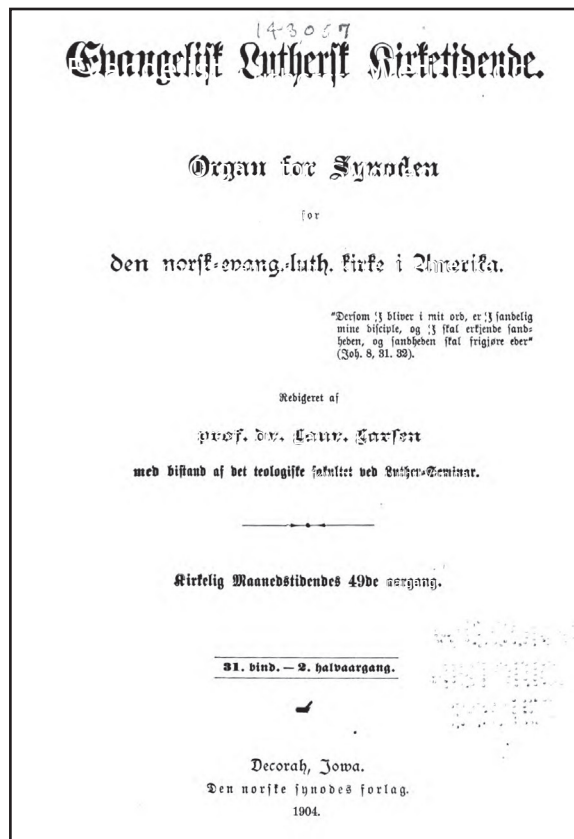 143057
Evangelisk Luthersk Kirketidende.
Organ for Synoden
for
den norsk-evang.-luth. kirke i Amerika.
"Dersom I bliver i mit ord, er I sandelig
mine disciple, og I skal erkjende sand-
heden, og sandheden skal frigjøre eder"
(Joh. 8, 31. 32).
Redigeret af
prof. dr. Laur. Larsen
med bistand af det teologiske fakultet ved Luther-Seminar.
Kirkelig Maanedstidendes 49de aargang.
31. bind. — 2. halvaargang.
Decorah, Iowa.
Den norske synodes forlag.
1904.